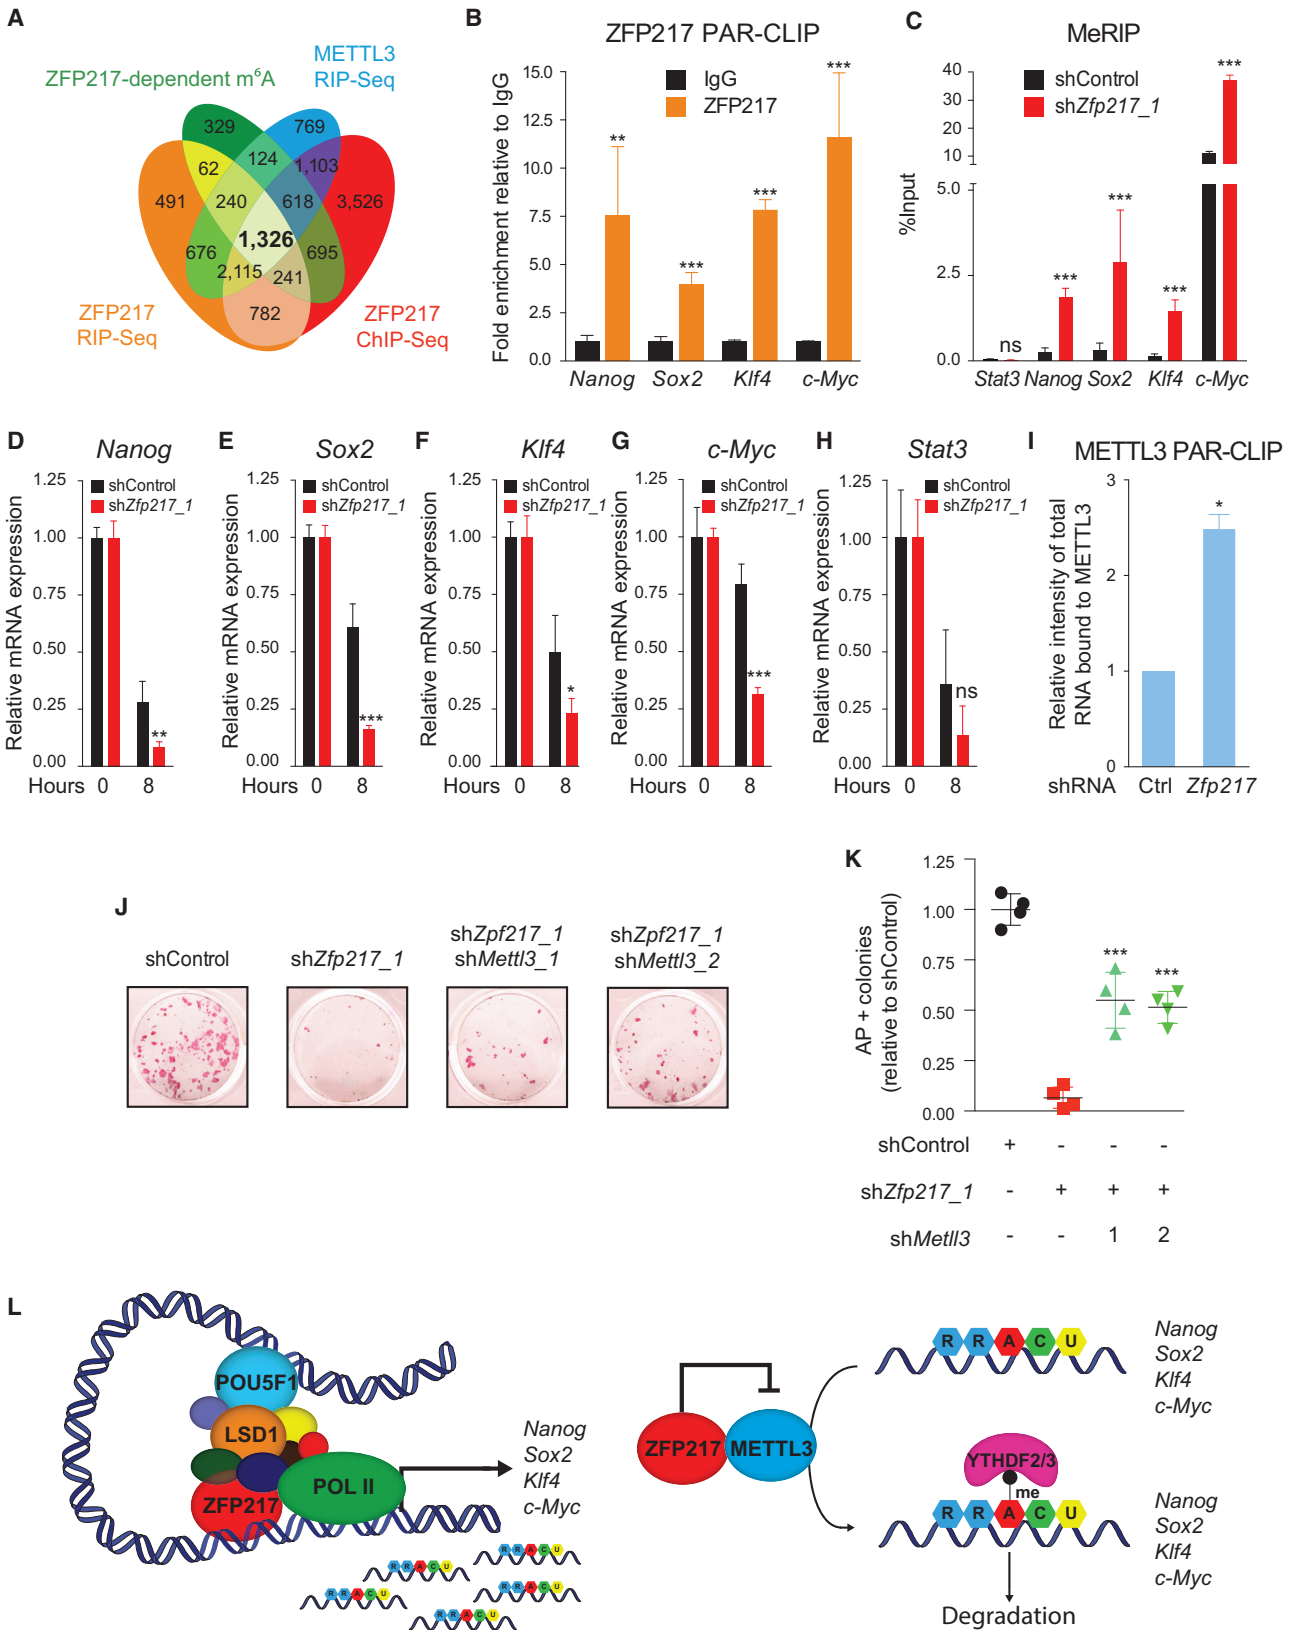 A
ZFP217-dependent m⁶A
METTL3
RIP-Seq
329
769
62
124
1,103
491
240
618
3,526
1,326
676
2,115
241
695
782
ZFP217
RIP-Seq
ZFP217
ChIP-Seq
B
ZFP217 PAR-CLIP
Fold enrichment relative to IgG
15.0
12.5
10.0
7.5
5.0
2.5
0.0
IgG
ZFP217
**
***
***
***
Nanog Sox2 Klf4 c-Myc
C
MeRIP
%Input
40
30
20
10
5.0
2.5
0.0
shControl
shZfp217_1
ns
***
***
***
***
Stat3 Nanog Sox2 Klf4 c-Myc
D
Nanog
Relative mRNA expression
1.25
1.00
0.75
0.50
0.25
0.00
shControl
shZfp217_1
**
Hours 0 8
E
Sox2
Relative mRNA expression
1.25
1.00
0.75
0.50
0.25
0.00
shControl
shZfp217_1
***
Hours 0 8
F
Klf4
Relative mRNA expression
1.25
1.00
0.75
0.50
0.25
0.00
shControl
shZfp217_1
*
Hours 0 8
G
c-Myc
Relative mRNA expression
1.25
1.00
0.75
0.50
0.25
0.00
shControl
shZfp217_1
***
Hours 0 8
H
Stat3
Relative mRNA expression
1.25
1.00
0.75
0.50
0.25
0.00
shControl
shZfp217_1
ns
Hours 0 8
I
METTL3 PAR-CLIP
Relative intensity of total
RNA bound to METTL3
3
2
1
0
*
shRNA Ctrl Zfp217
J
shControl
shZfp217_1
shZpf217_1
shMettl3_1
shZpf217_1
shMettl3_2
K
AP + colonies
(relative to shControl)
1.25
1.00
0.75
0.50
0.25
0.00
***
***
shControl + - - -
shZfp217_1 - + + +
shMetll3 - - 1 2
L
POU5F1
LSD1
ZFP217
POL II
Nanog
Sox2
Klf4
c-Myc
R R A C U
R R A C U
R R A C U
R R A C U
R R A C U
ZFP217
METTL3
R R A C U
Nanog
Sox2
Klf4
c-Myc
YTHDF2/3
me
R R A C U
Nanog
Sox2
Klf4
c-Myc
Degradation